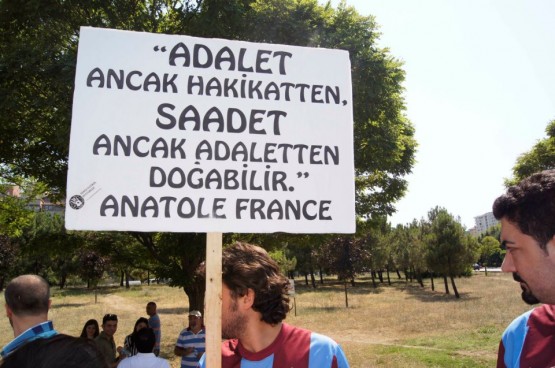 “ADALET
ANCAK HAKİKATTEN,
SAADET
ANCAK ADALETTEN
DOĞABİLİR.”
ANATOLE FRANCE